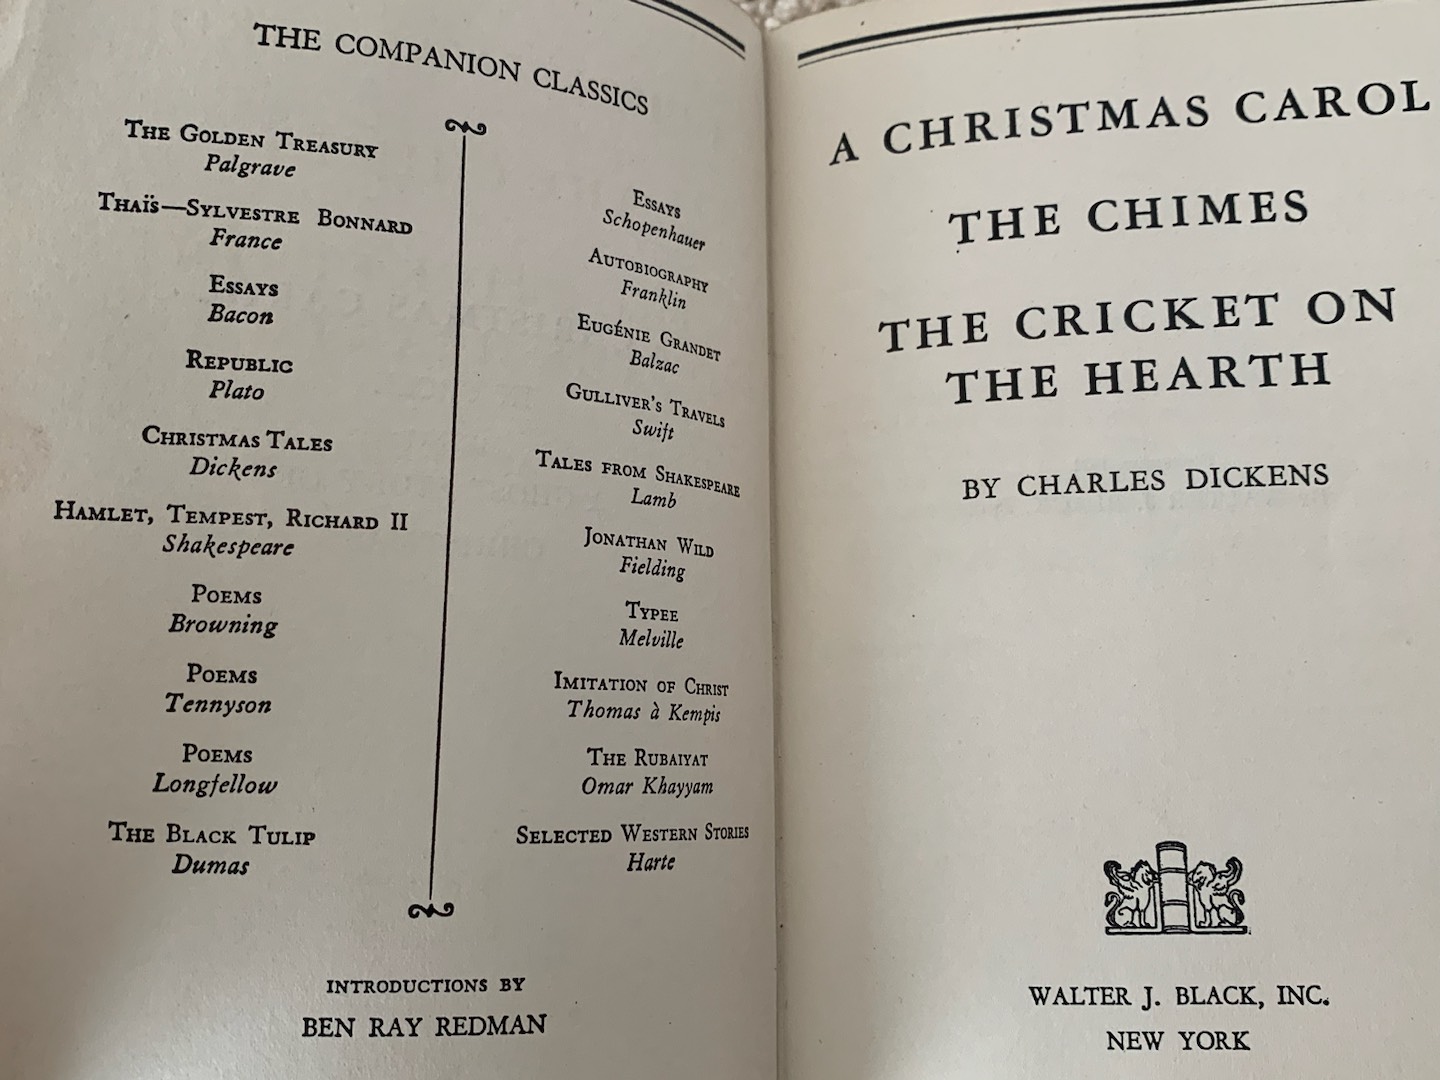 THE COMPANION CLASSICS
THE GOLDEN TREASURY
Palgrave
THAÏS—SYLVESTRE BONNARD
France
ESSAYS
Bacon
REPUBLIC
Plato
CHRISTMAS TALES
Dickens
HAMLET, TEMPEST, RICHARD II
Shakespeare
POEMS
Browning
POEMS
Tennyson
POEMS
Longfellow
THE BLACK TULIP
Dumas
ESSAYS
Schopenhauer
AUTOBIOGRAPHY
Franklin
EUGÉNIE GRANDET
Balzac
GULLIVER'S TRAVELS
Swift
TALES FROM SHAKESPEARE
Lamb
JONATHAN WILD
Fielding
TYPEE
Melville
IMITATION OF CHRIST
Thomas à Kempis
THE RUBAIYAT
Omar Khayyam
SELECTED WESTERN STORIES
Harte
INTRODUCTIONS BY
BEN RAY REDMAN
A CHRISTMAS CAROL
THE CHIMES
THE CRICKET ON
THE HEARTH
BY CHARLES DICKENS
WALTER J. BLACK, INC.
NEW YORK